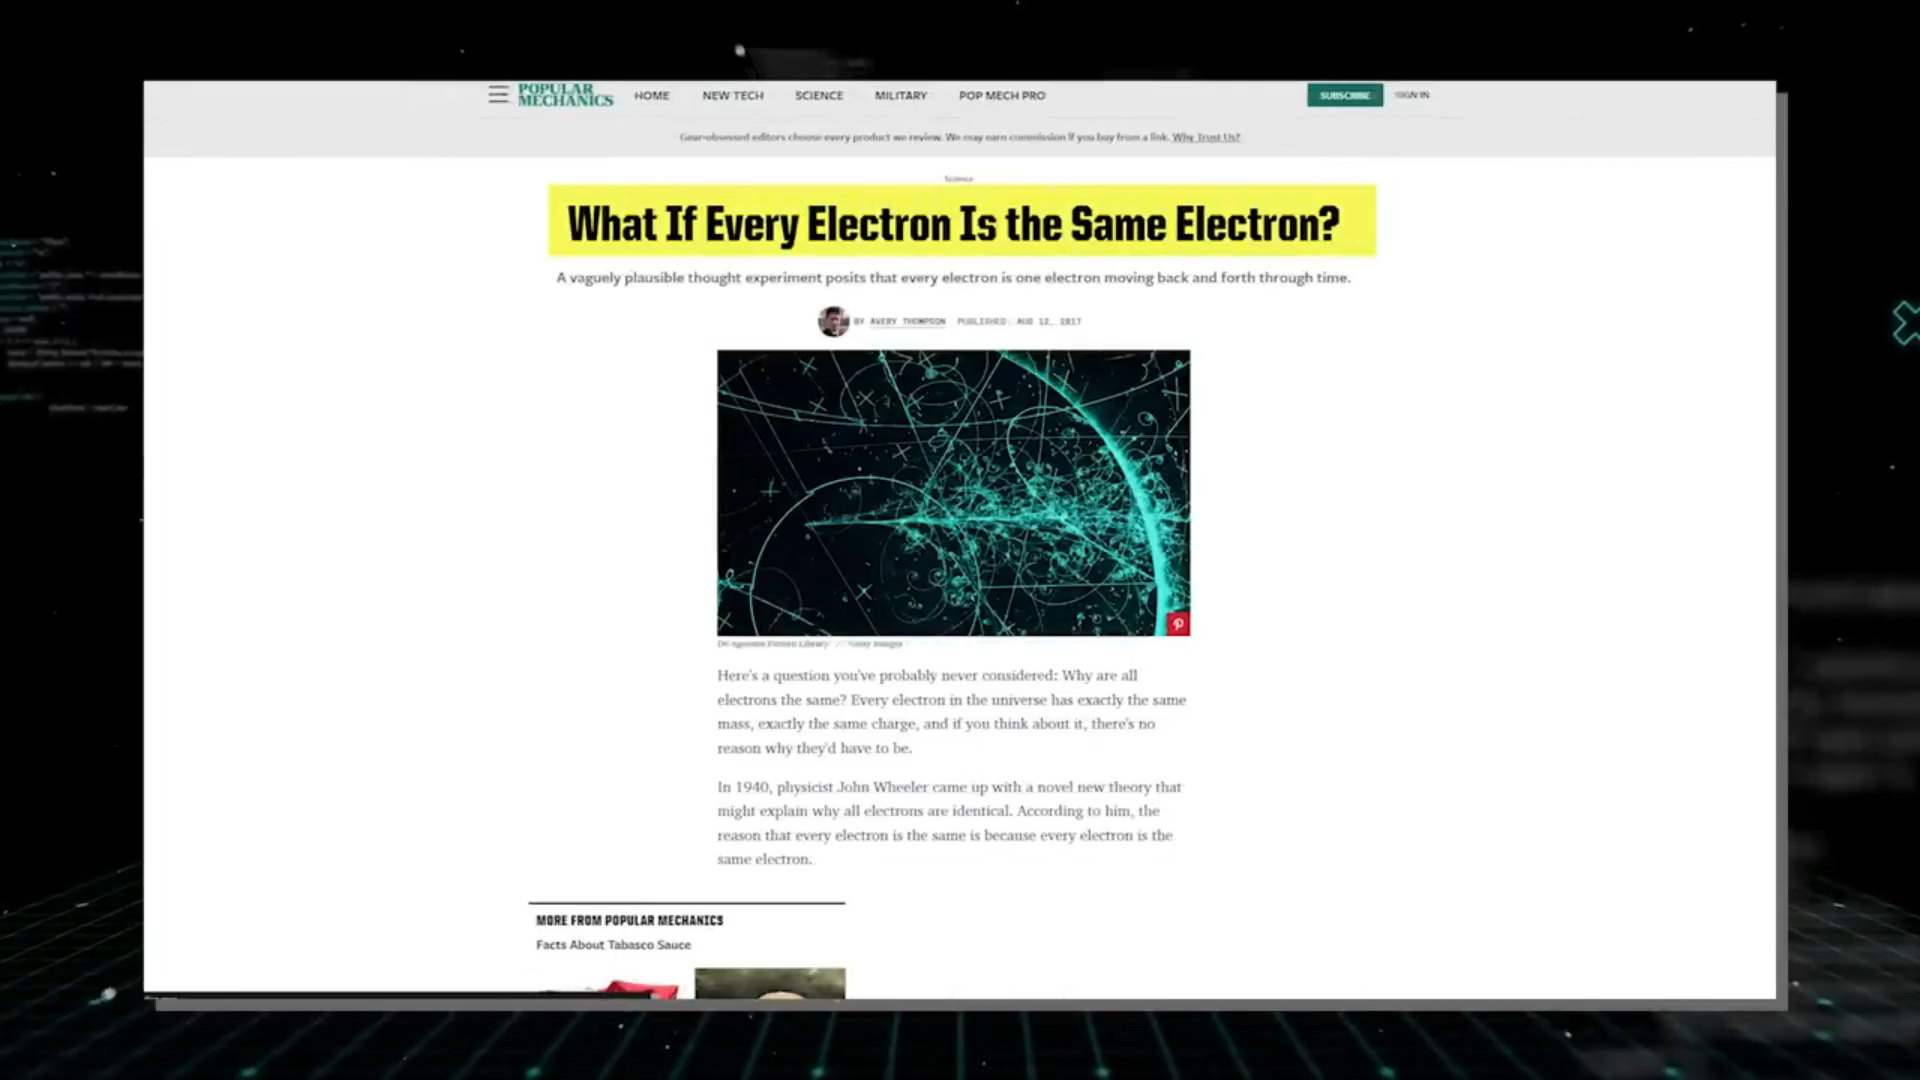 POPULAR
MECHANICS
HOME
NEW TECH
SCIENCE
MILITARY
POP MECH PRO
SUBSCRIBE
SIGN IN
Gear-obsessed editors choose every product we review. We may earn commission if you buy from a link. Why Trust Us?
Science
What If Every Electron Is the Same Electron?
A vaguely plausible thought experiment posits that every electron is one electron moving back and forth through time.
BY AVERY THOMPSON PUBLISHED: AUG 12, 2017
Here's a question you've probably never considered: Why are all
electrons the same? Every electron in the universe has exactly the same
mass, exactly the same charge, and if you think about it, there's no
reason why they'd have to be.
In 1940, physicist John Wheeler came up with a novel new theory that
might explain why all electrons are identical. According to him, the
reason that every electron is the same is because every electron is the
same electron.
MORE FROM POPULAR MECHANICS
Facts About Tabasco Sauce